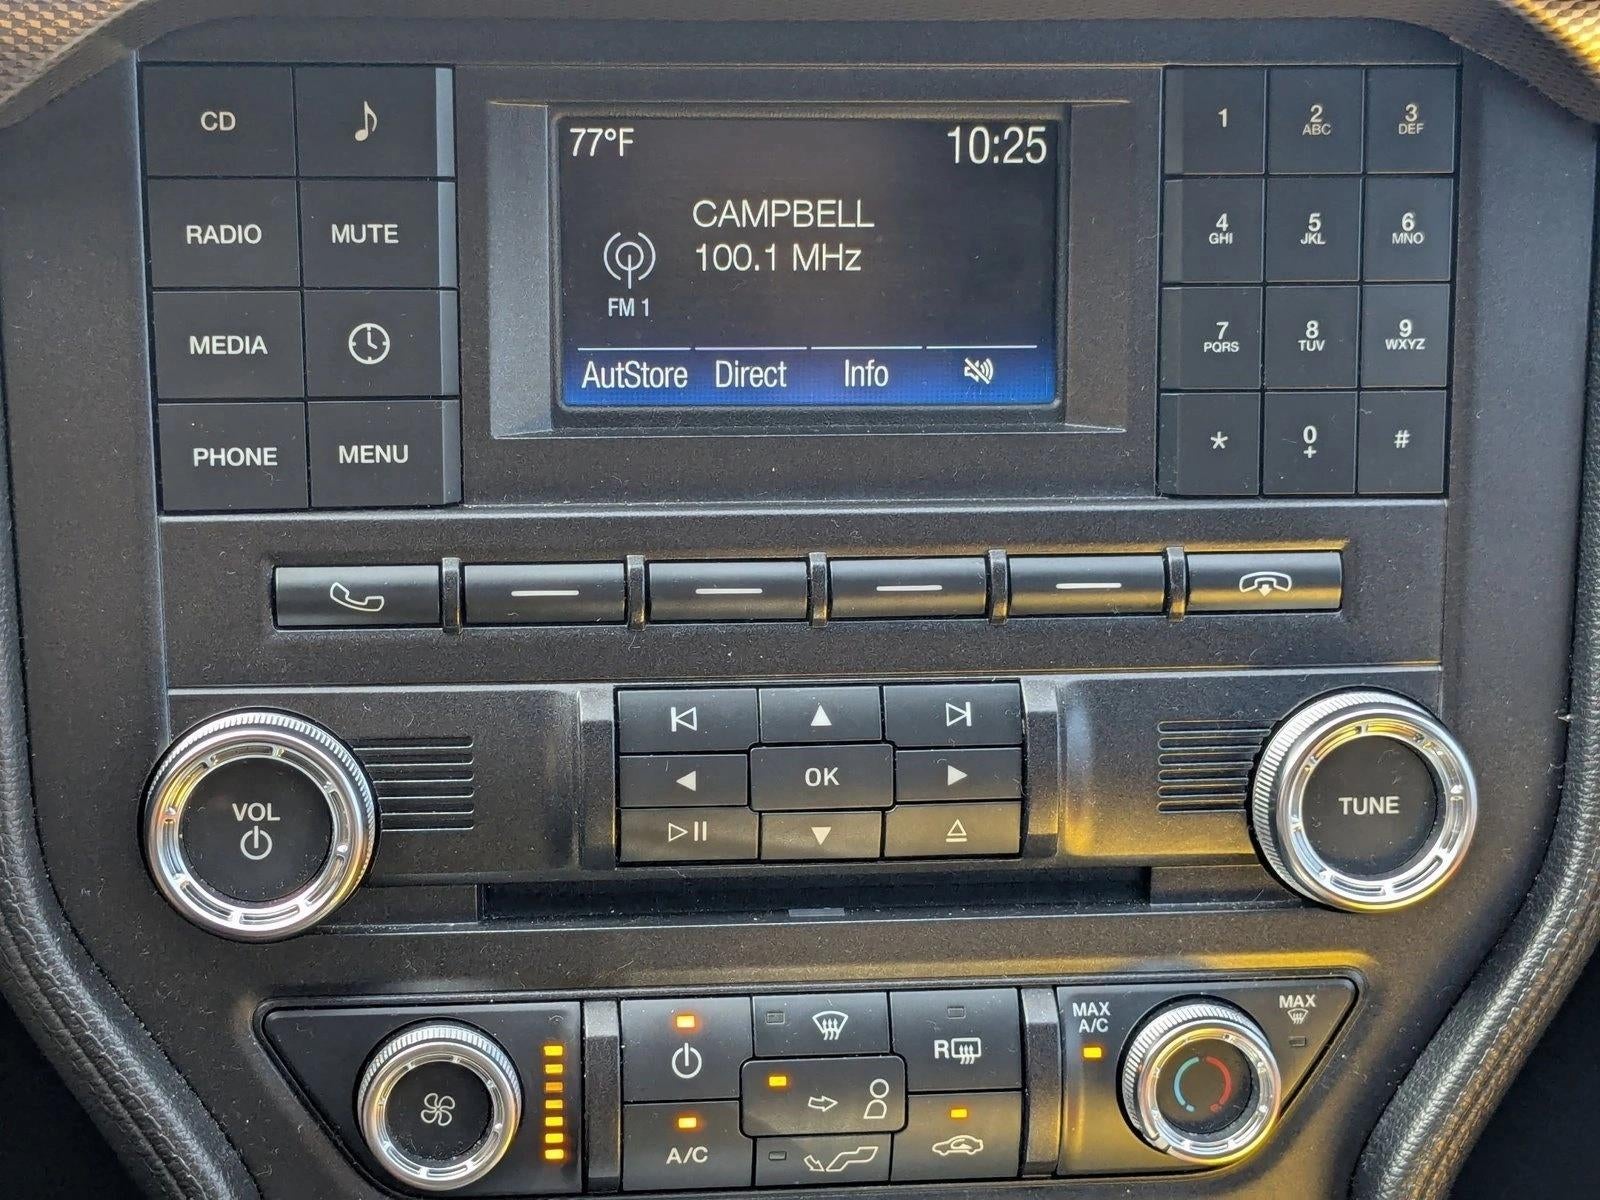 CD
RADIO
MUTE
MEDIA
PHONE
MENU
77°F
10:25
CAMPBELL
100.1 MHz
FM 1
AutStore
Direct
Info
1
2
ABC
3
DEF
4
GHI
5
JKL
6
MNO
7
PQRS
8
TUV
9
WXYZ
*
0
+
#
OK
VOL
TUNE
MAX
A/C
MAX
R
A/C